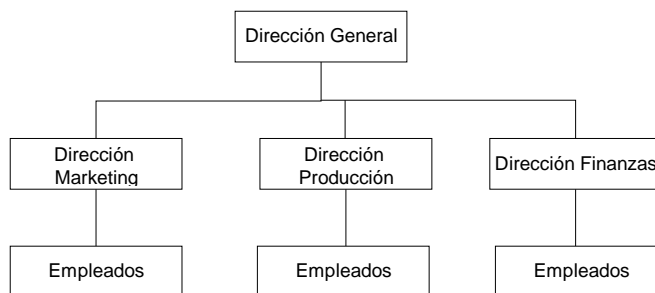 Dirección General
Dirección
Marketing
Dirección
Producción
Dirección Finanzas
Empleados
Empleados
Empleados